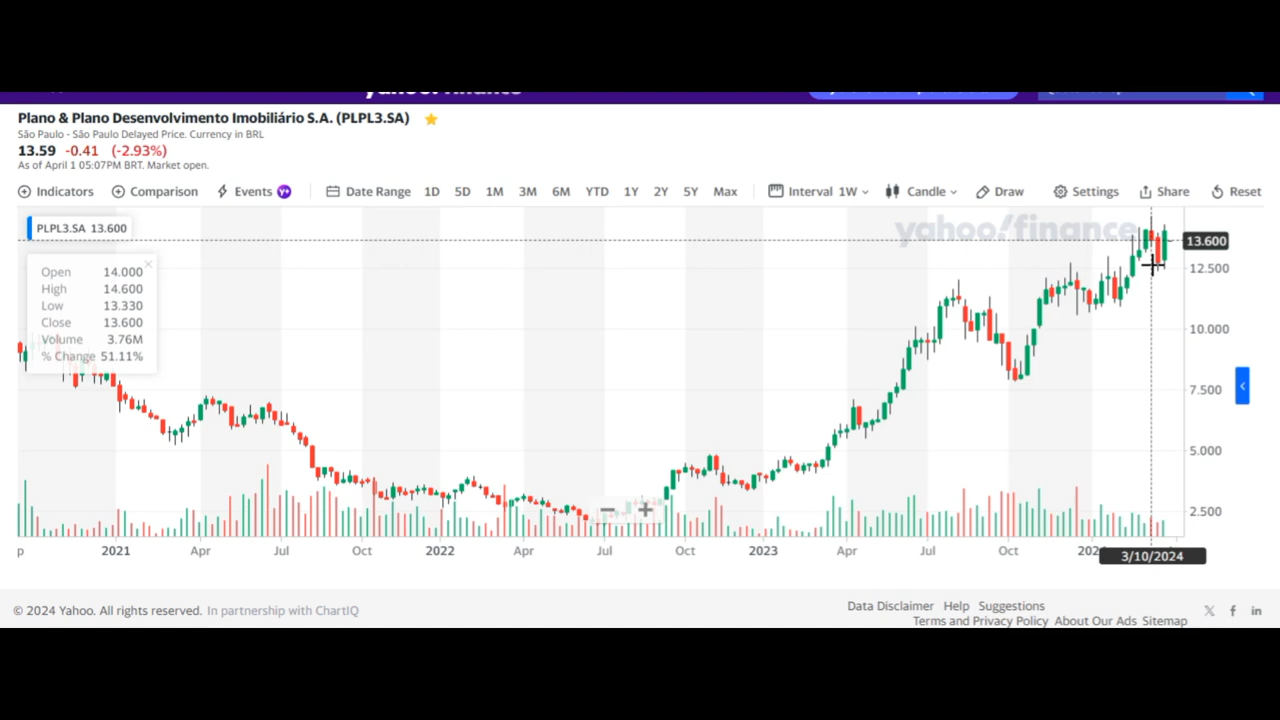 yahoo! finance
Plano & Plano Desenvolvimento Imobiliário S.A. (PLPL3.SA)
São Paulo - São Paulo Delayed Price. Currency in BRL
13.59 -0.41 (-2.93%)
As of April 1 05:07PM BRT. Market open.
Indicators Comparison Events Y+ Date Range 1D 5D 1M 3M 6M YTD 1Y 2Y 5Y Max Interval 1W Candle Draw Settings Share Reset
PLPL3.SA 13.600
yahoo!finance
13.600
Open 14.000
High 14.600
Low 13.330
Close 13.600
Volume 3.76M
% Change 51.11%
12.500
10.000
7.500
5.000
2.500
p 2021 Apr Jul Oct 2022 Apr Jul Oct 2023 Apr Jul Oct 202
3/10/2024
© 2024 Yahoo. All rights reserved. In partnership with ChartIQ
Data Disclaimer Help Suggestions
Terms and Privacy Policy About Our Ads Sitemap
X f in